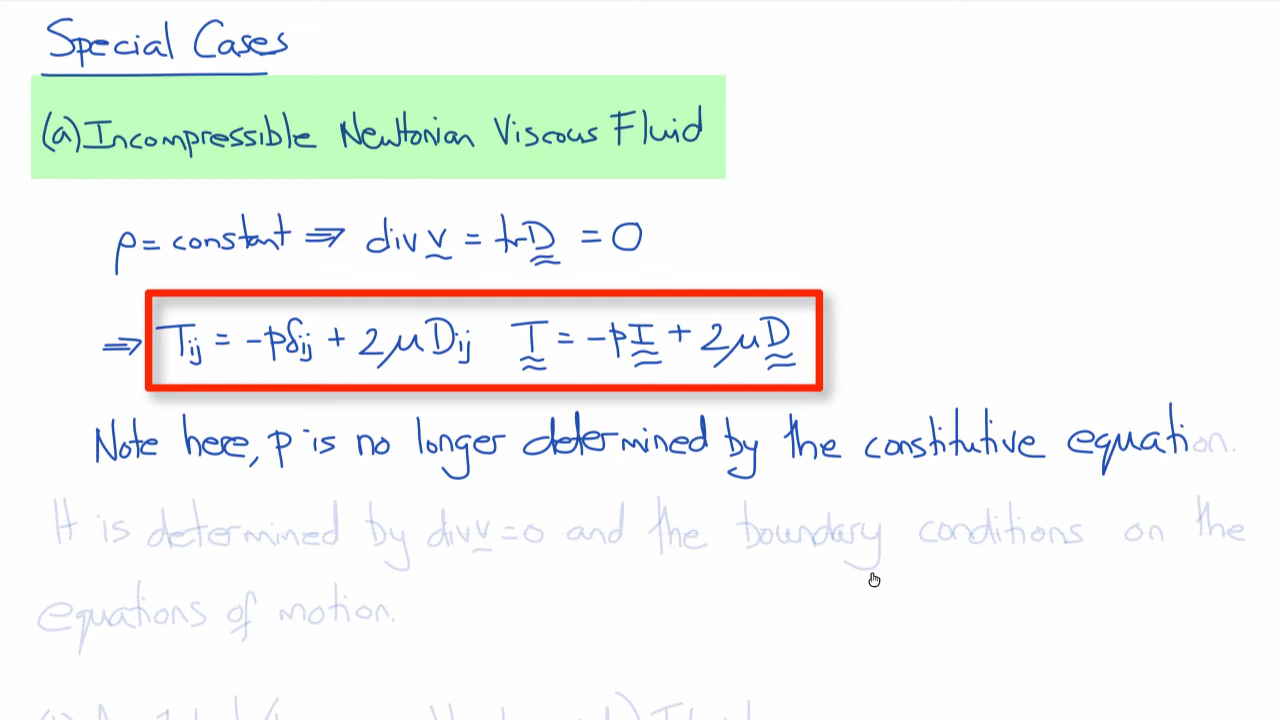 Special Cases
(a) Incompressible Newtonian Viscous Fluid
ρ = constant ⇒ div v = tr D = 0
⇒ Tij = -pδij + 2μDij T = -pI + 2μD
Note here, p is no longer determined by the constitutive equation.
It is determined by div v = 0 and the boundary conditions on the
equations of motion.